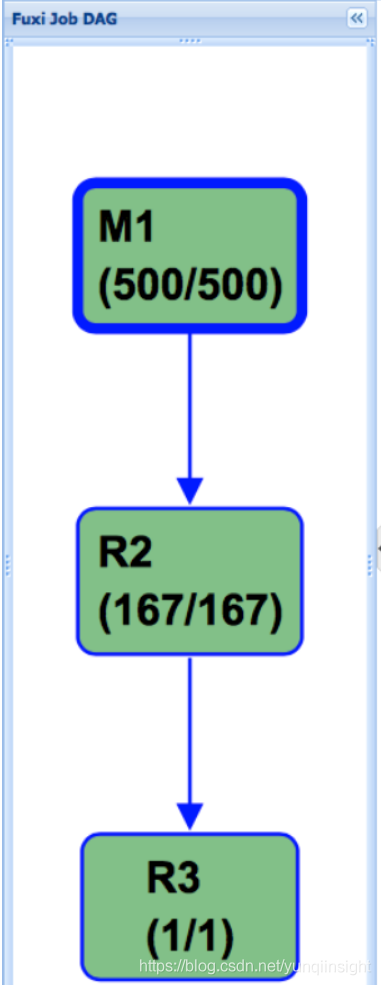 Fuxi Job DAG
M1
(500/500)
R2
(167/167)
R3
(1/1)
https://blog.csdn.net/yunqiinsight